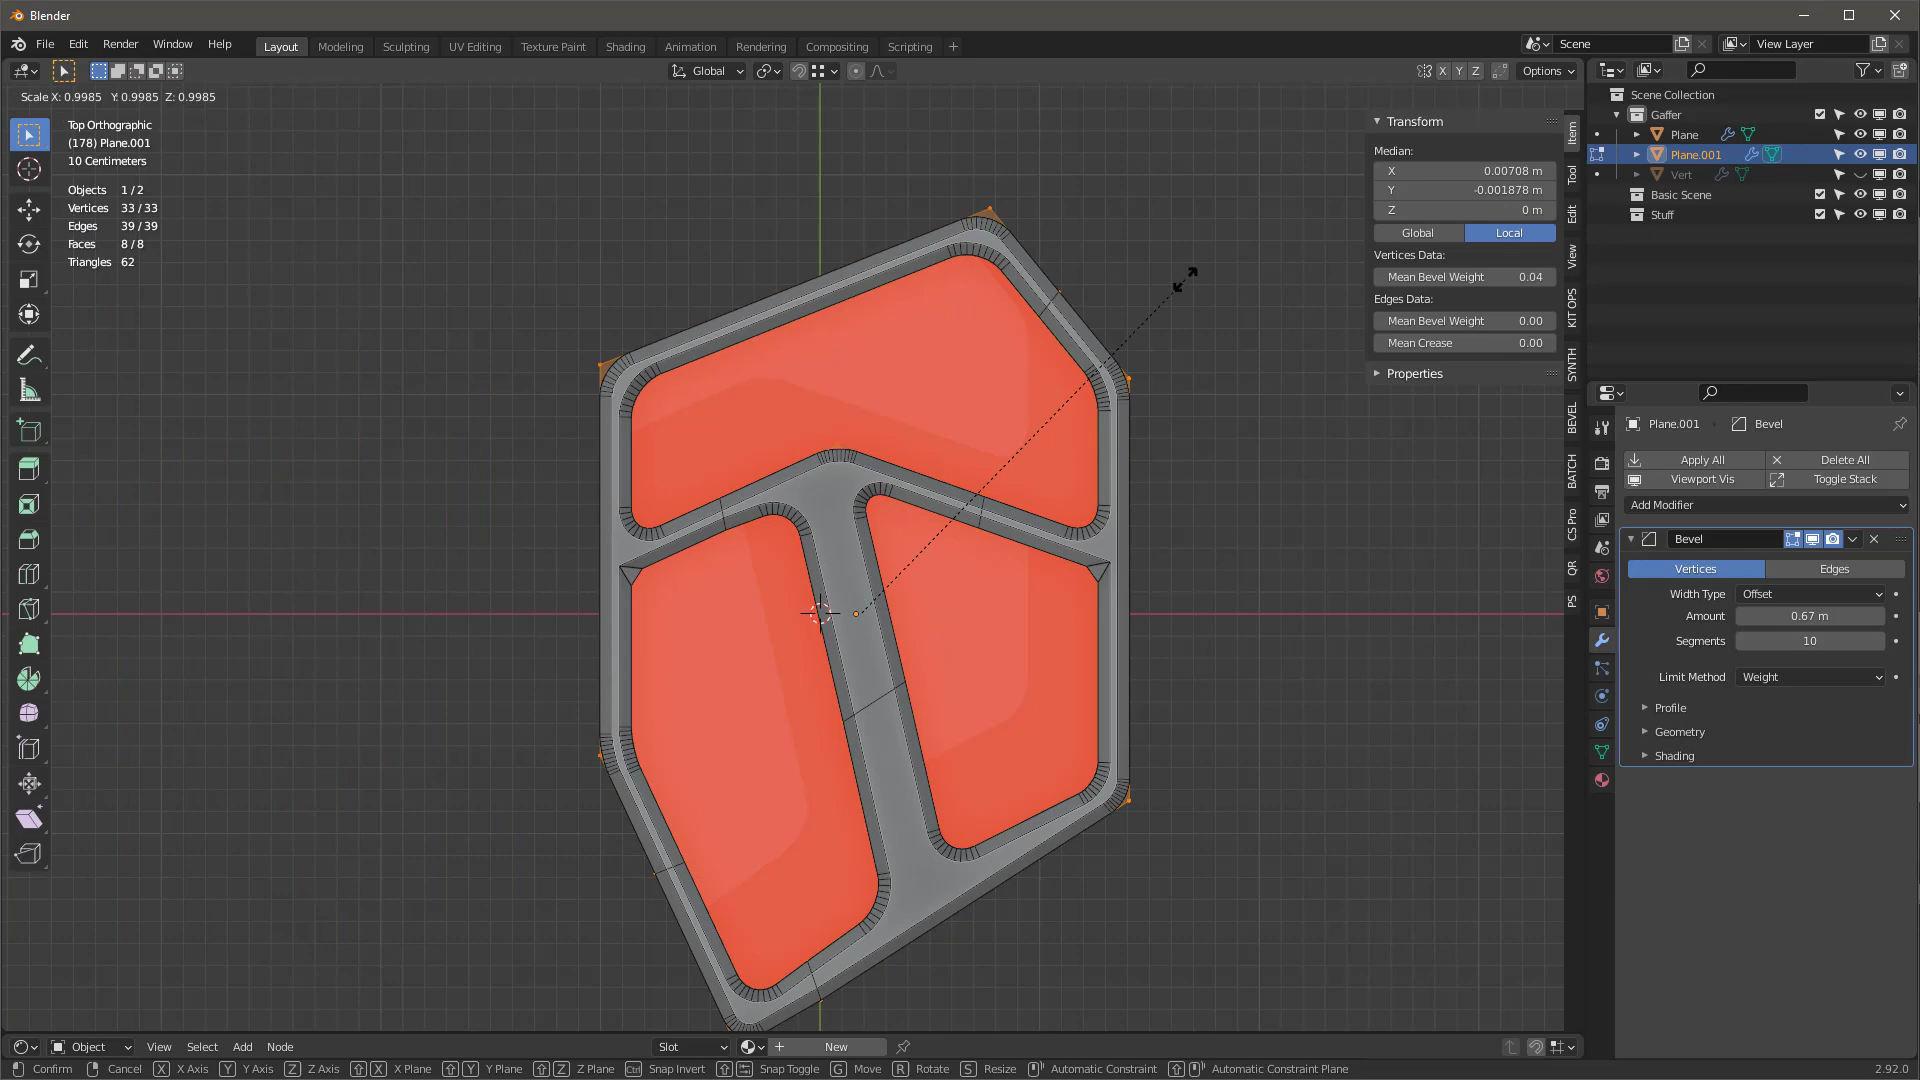 Blender
File Edit Render Window Help
Layout Modeling Sculpting UV Editing Texture Paint Shading Animation Rendering Compositing Scripting +
Scene
View Layer
Global
X Y Z Options
Scale X: 0.9985 Y: 0.9985 Z: 0.9985
Top Orthographic
(178) Plane.001
10 Centimeters
Objects 1 / 2
Vertices 33 / 33
Edges 39 / 39
Faces 8 / 8
Triangles 62
Transform
Median:
X 0.00708 m
Y -0.001878 m
Z 0 m
Global Local
Vertices Data:
Mean Bevel Weight 0.04
Edges Data:
Mean Bevel Weight 0.00
Mean Crease 0.00
Properties
Item
Tool
Edit
View
KIT OPS
SYNTH
BEVEL
BATCH
CS Pro
QR
PS
Scene Collection
Gaffer
Plane
Plane.001
Vert
Basic Scene
Stuff
Plane.001 Bevel
Apply All Delete All
Viewport Vis Toggle Stack
Add Modifier
Bevel
Vertices Edges
Width Type Offset
Amount 0.67 m
Segments 10
Limit Method Weight
Profile
Geometry
Shading
Object View Select Add Node
Slot
New
Confirm Cancel X X Axis Y Y Axis Z Z Axis X X Plane Y Y Plane Z Z Plane Ctrl Snap Invert Snap Toggle G Move R Rotate S Resize Automatic Constraint Automatic Constraint Plane
2.92.0